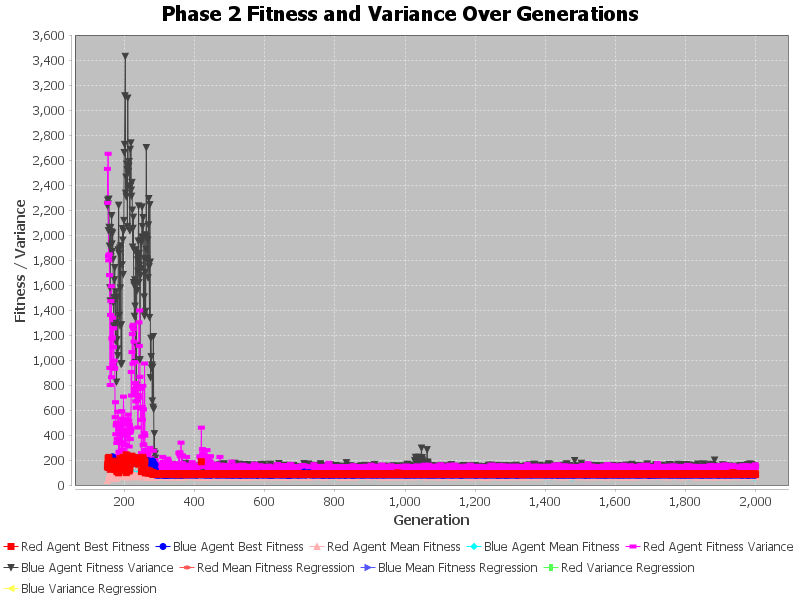 Phase 2 Fitness and Variance Over Generations
3,600
3,400
3,200
3,000
2,800
2,600
2,400
2,200
2,000
1,800
1,600
1,400
1,200
1,000
800
600
400
200
0
Fitness / Variance
200 400 600 800 1,000 1,200 1,400 1,600 1,800 2,000
Generation
Red Agent Best Fitness Blue Agent Best Fitness Red Agent Mean Fitness Blue Agent Mean Fitness Red Agent Fitness Variance
Blue Agent Fitness Variance Red Mean Fitness Regression Blue Mean Fitness Regression Red Variance Regression
Blue Variance Regression